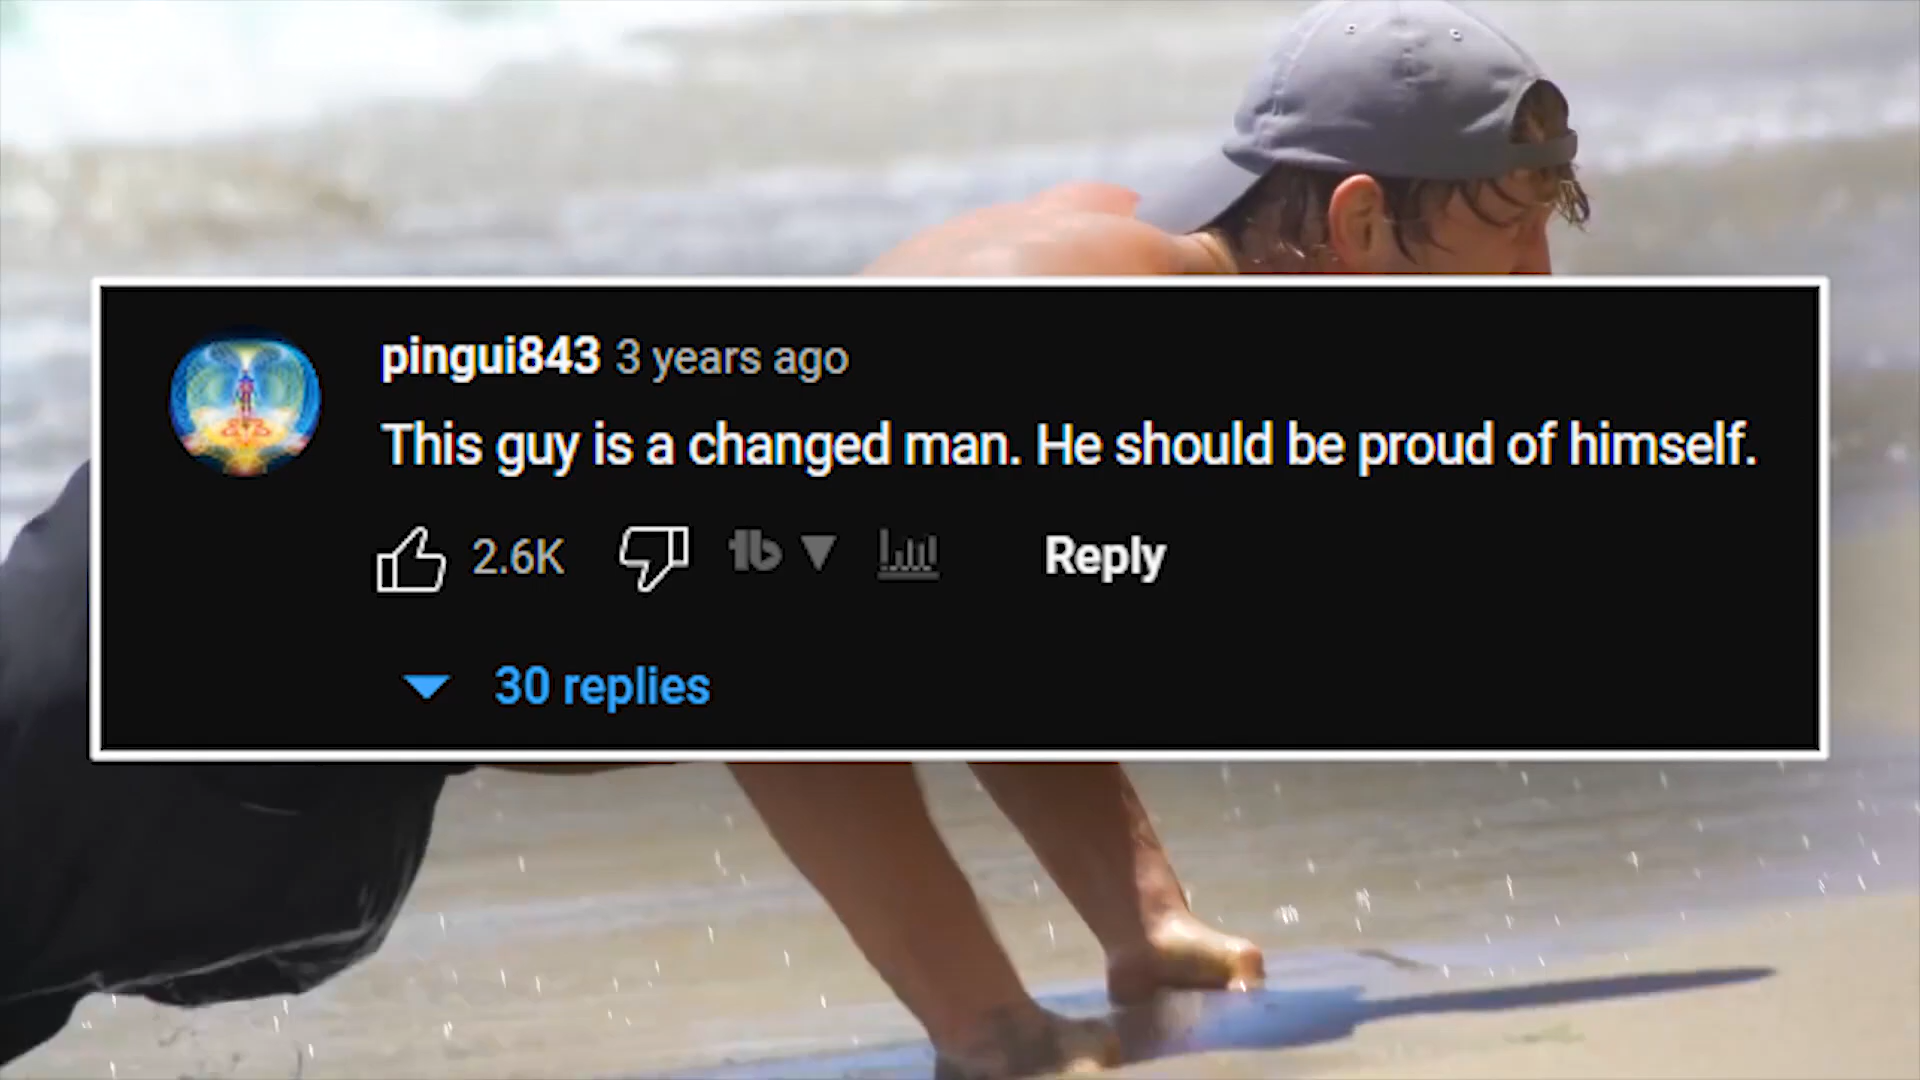 pingui843 3 years ago
This guy is a changed man. He should be proud of himself.
2.6K Reply
30 replies